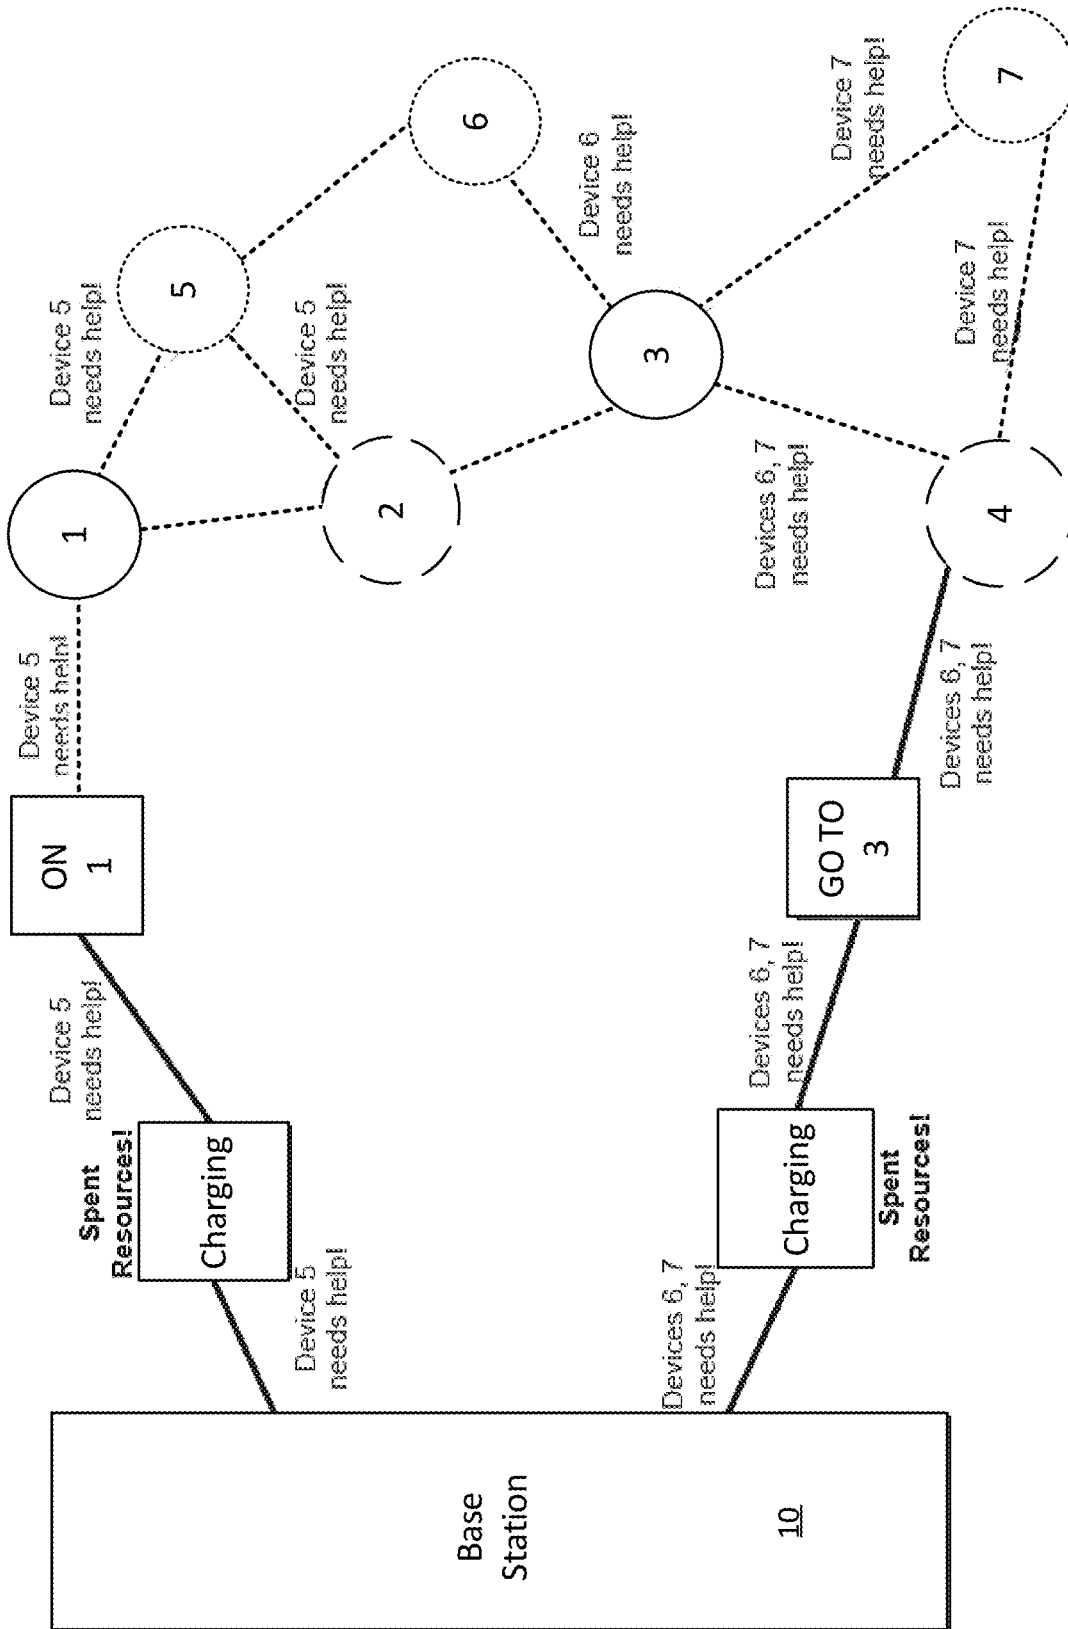 Base
Station
10
Spent
Resources!
Charging
Device 5
needs help!
Device 5
needs help!
ON
1
Device 5
needs help!
1
Device 5
needs help!
5
Device 5
needs help!
2
6
Device 6
needs help!
3
Devices 6, 7
needs help!
Charging
Spent
Resources!
Devices 6, 7
needs help!
GO TO
3
Devices 6, 7
needs help!
4
Devices 6, 7
needs help!
Device 7
needs help!
Device 7
needs help!
7